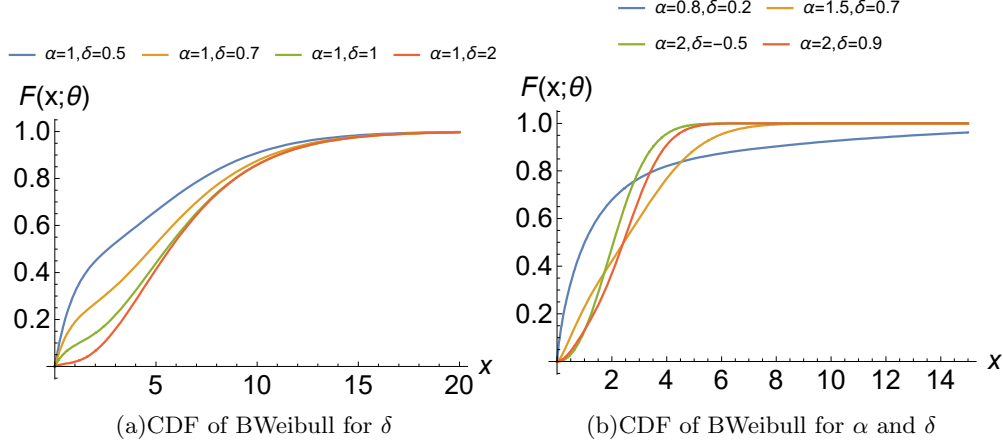 α=1,δ=0.5 α=1,δ=0.7 α=1,δ=1 α=1,δ=2
F(x;θ)
1.0
0.8
0.6
0.4
0.2
5 10 15 20 x
(a)CDF of BWeibull for δ
α=0.8,δ=0.2 α=1.5,δ=0.7
α=2,δ=-0.5 α=2,δ=0.9
F(x;θ)
1.0
0.8
0.6
0.4
0.2
2 4 6 8 10 12 14 x
(b)CDF of BWeibull for α and δ